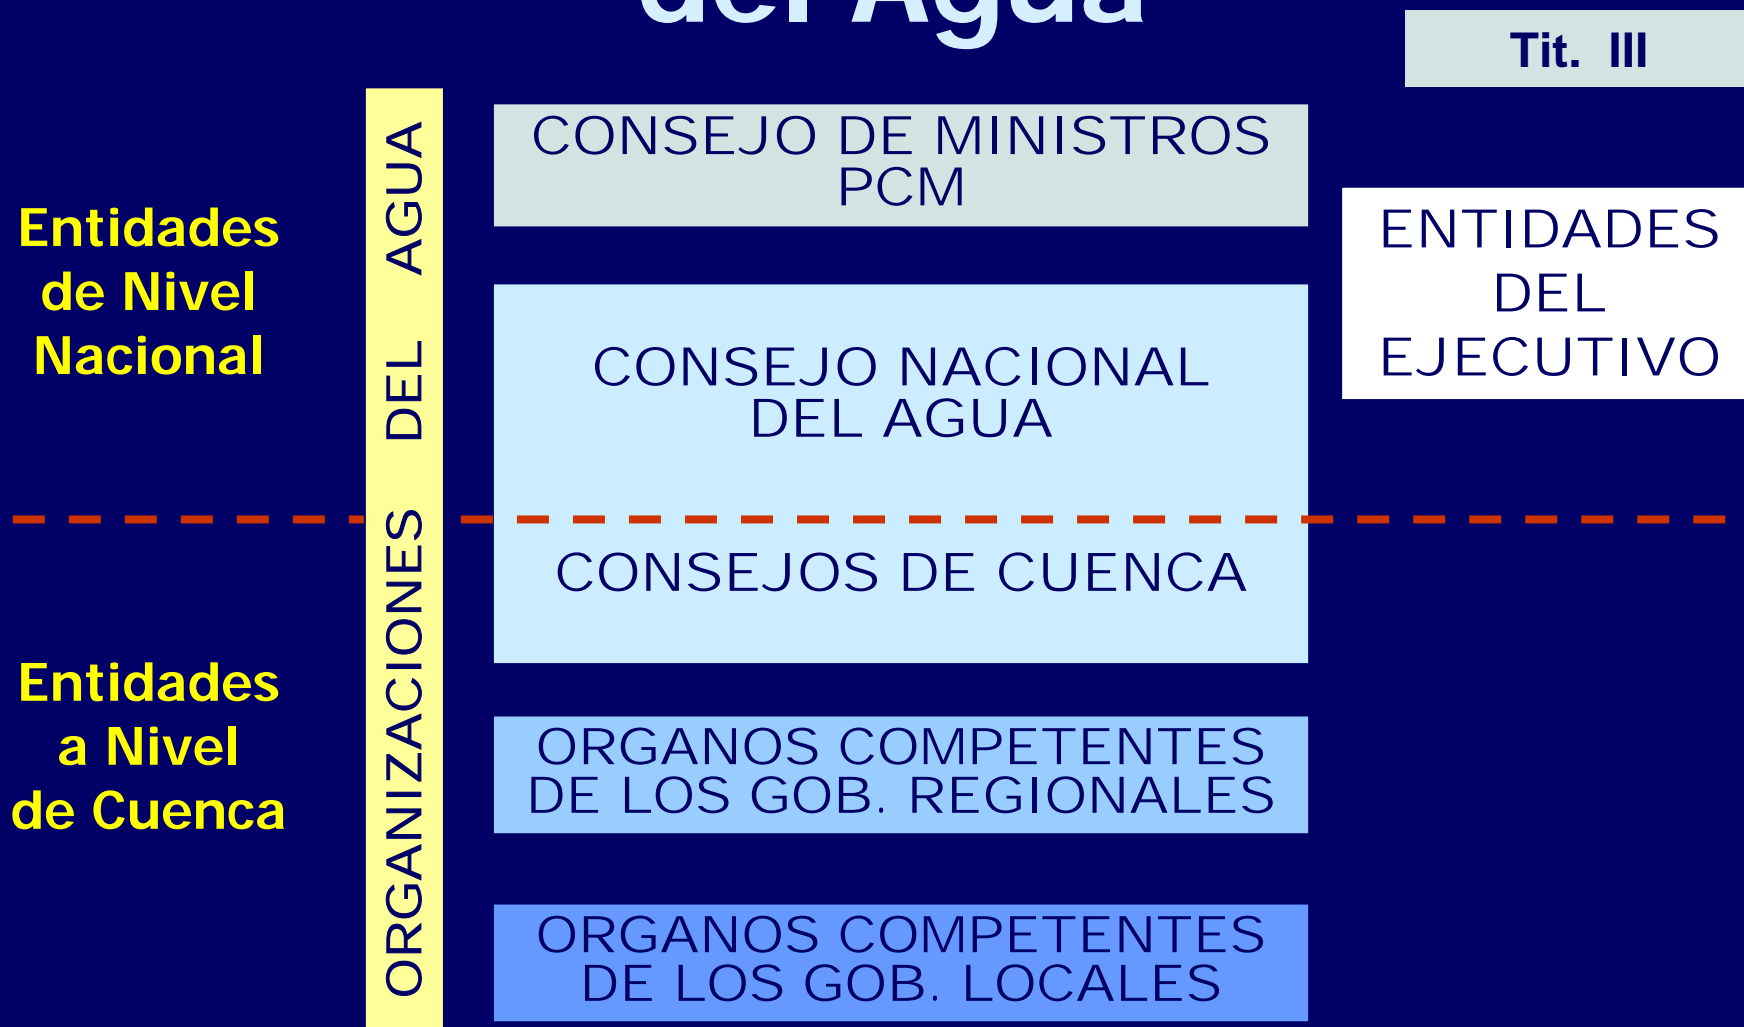 del Agua
Tit. III
CONSEJO DE MINISTROS
PCM
Entidades
de Nivel
Nacional
ORGANIZACIONES DEL AGUA
ENTIDADES
DEL
EJECUTIVO
CONSEJO NACIONAL
DEL AGUA
CONSEJOS DE CUENCA
Entidades
a Nivel
de Cuenca
ORGANOS COMPETENTES
DE LOS GOB. REGIONALES
ORGANOS COMPETENTES
DE LOS GOB. LOCALES